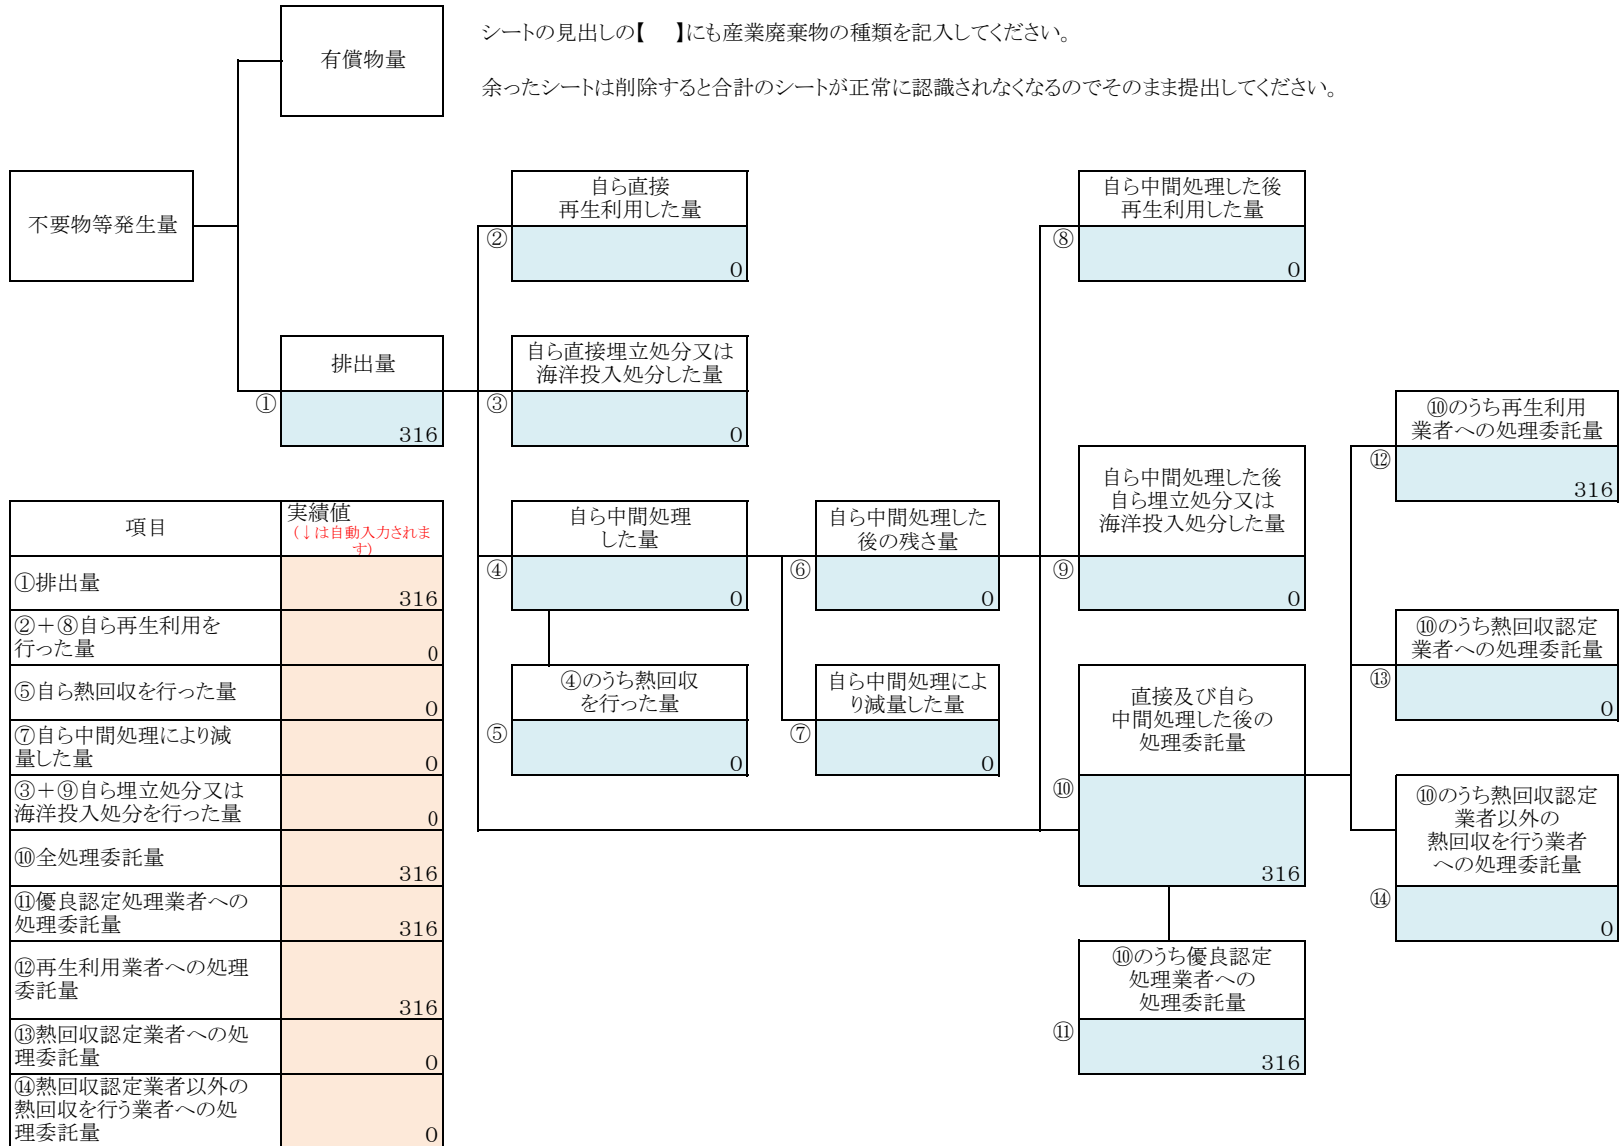 有償物量
シートの見出しの【　】にも産業廃棄物の種類を記入してください。
余ったシートは削除すると合計のシートが正常に認識されなくなるのでそのまま提出してください。
不要物等発生量
自ら直接
再生利用した量
②
0
自ら中間処理した後
再生利用した量
⑧
0
排出量
①
316
自ら直接埋立処分又は
海洋投入処分した量
③
0
⑩のうち再生利用
業者への処理委託量
⑫
316
自ら中間処理
した量
④
0
自ら中間処理した
後の残さ量
⑥
0
自ら中間処理した後
自ら埋立処分又は
海洋投入処分した量
⑨
0
⑩のうち熱回収認定
業者への処理委託量
⑬
0
④のうち熱回収
を行った量
⑤
0
自ら中間処理によ
り減量した量
⑦
0
直接及び自ら
中間処理した後の
処理委託量
⑩
316
⑩のうち熱回収認定
業者以外の
熱回収を行う業者
への処理委託量
⑭
0
⑩のうち優良認定
処理業者への
処理委託量
⑪
316
項目
実績値
(↓は自動入力されま
す)
①排出量
316
②＋⑧自ら再生利用を
行った量
0
⑤自ら熱回収を行った量
0
⑦自ら中間処理により減
量した量
0
③＋⑨自ら埋立処分又は
海洋投入処分を行った量
0
⑩全処理委託量
316
⑪優良認定処理業者への
処理委託量
316
⑫再生利用業者への処理
委託量
316
⑬熱回収認定業者への処
理委託量
0
⑭熱回収認定業者以外の
熱回収を行う業者への処
理委託量
0